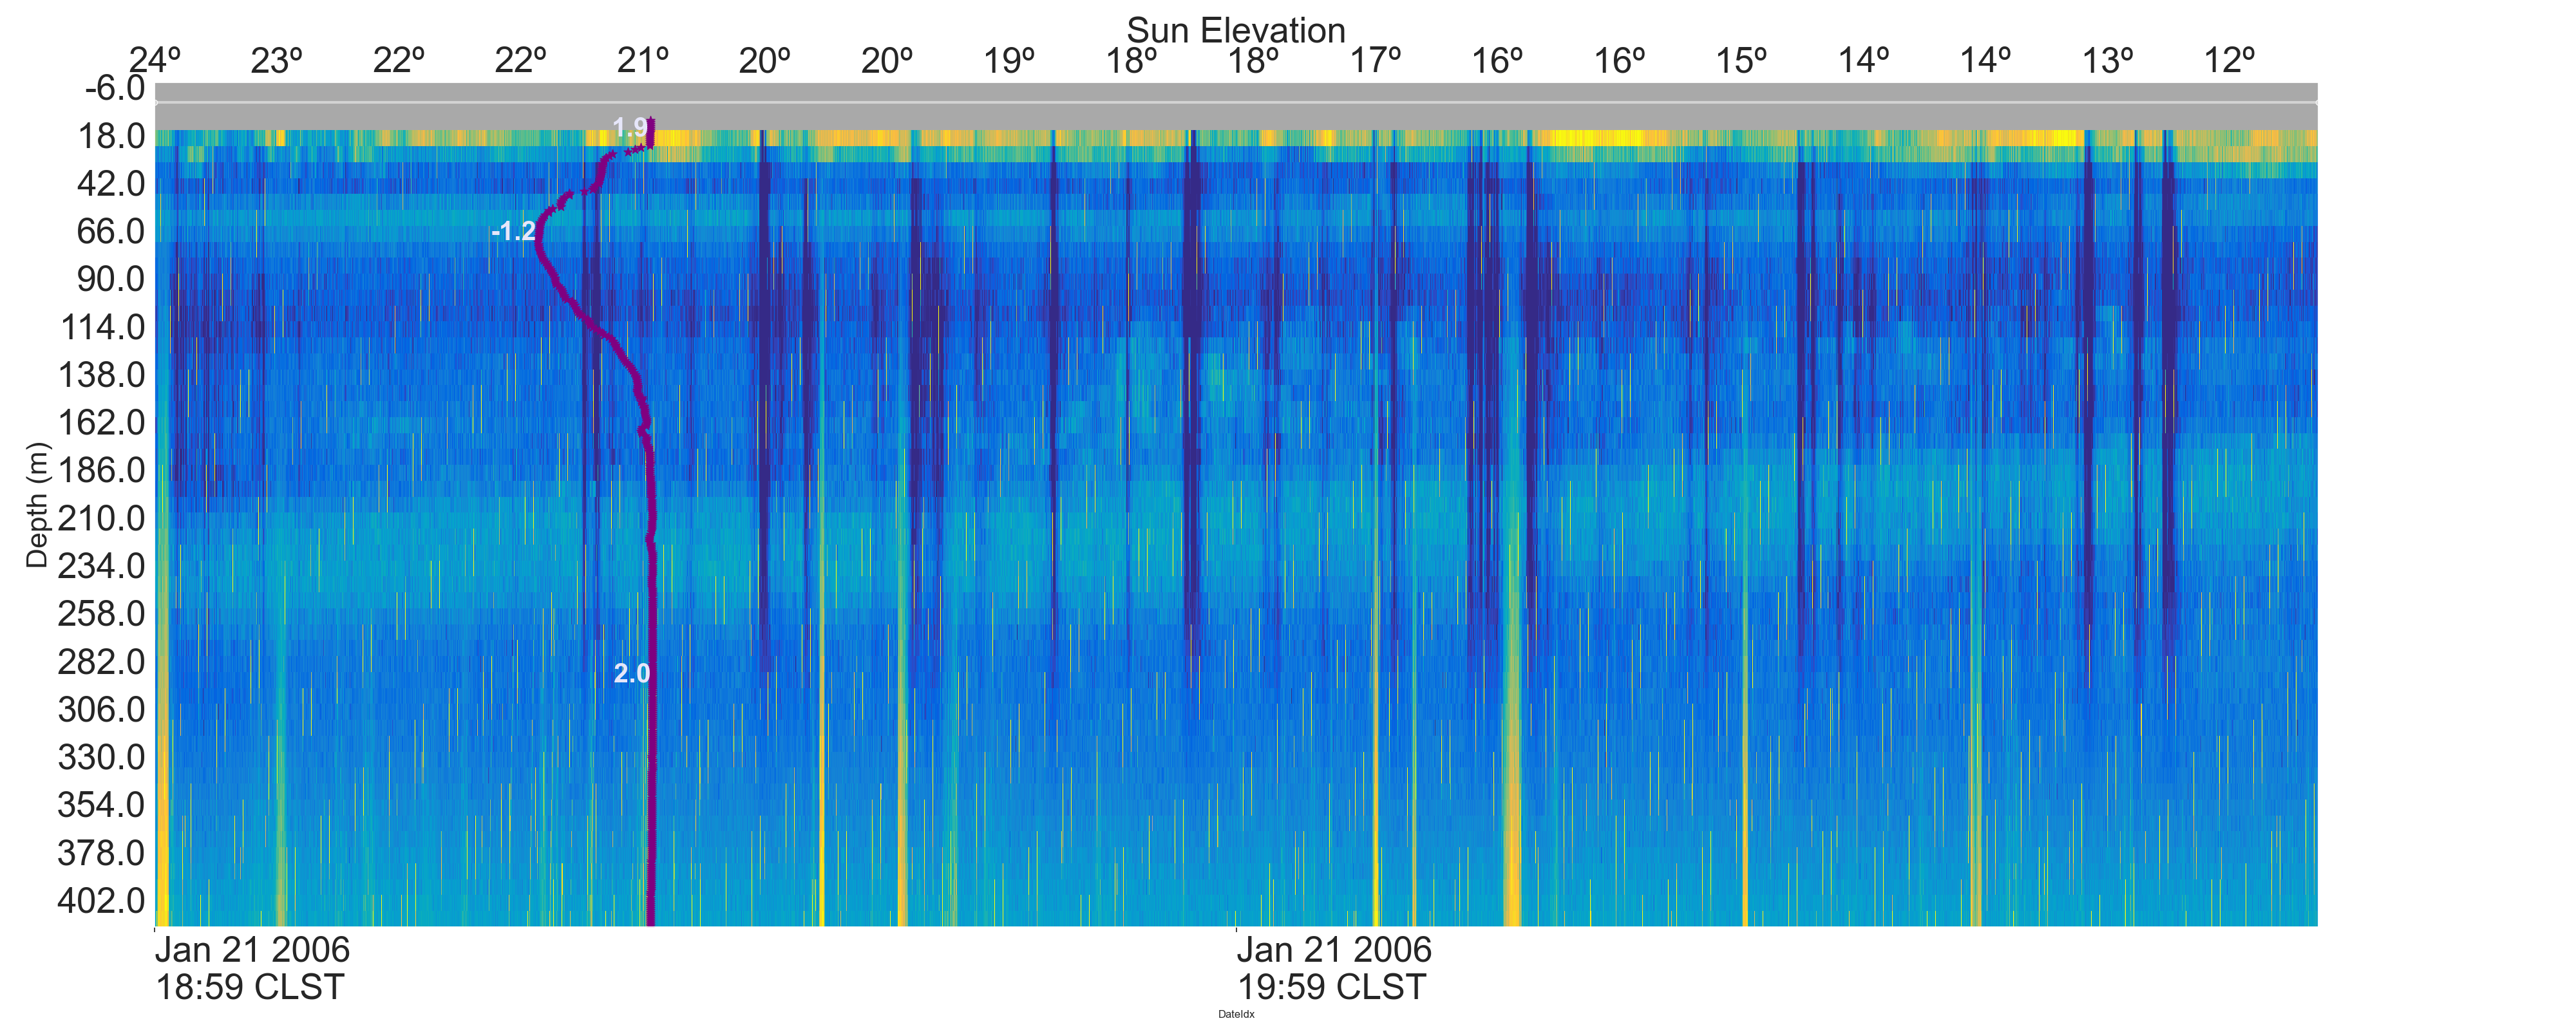 Sun Elevation
24º 23º 22º 22º 21º 20º 20º 19º 18º 18º 17º 16º 16º 15º 14º 14º 13º 12º
-6.0
18.0
42.0
66.0
90.0
114.0
138.0
162.0
186.0
210.0
234.0
258.0
282.0
306.0
330.0
354.0
378.0
402.0
Depth (m)
1.9
-1.2
2.0
Jan 21 2006
18:59 CLST
Jan 21 2006
19:59 CLST
DateIdx